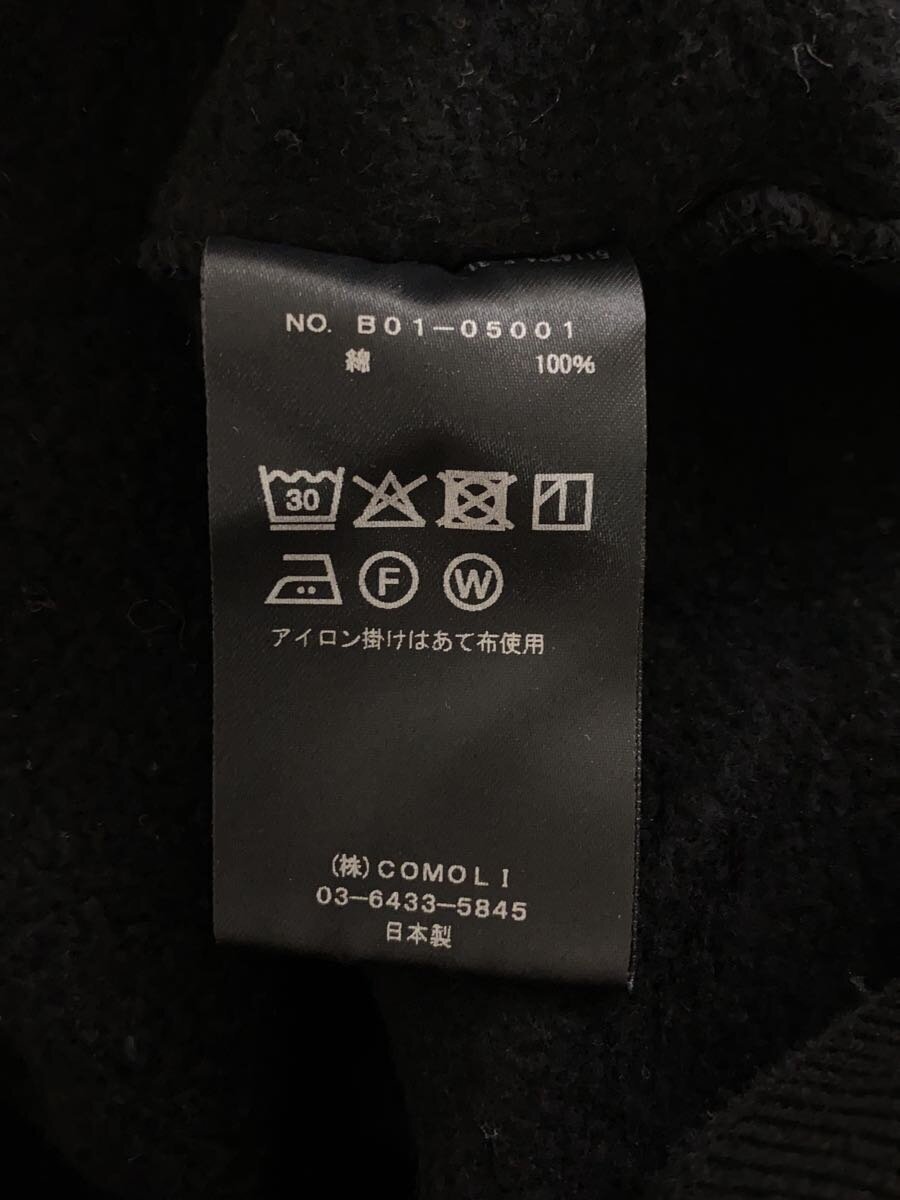 NO. B01-05001
綿 100%
30
F W
アイロン掛けはあて布使用
(株)COMOLI
03-6433-5845
日本製